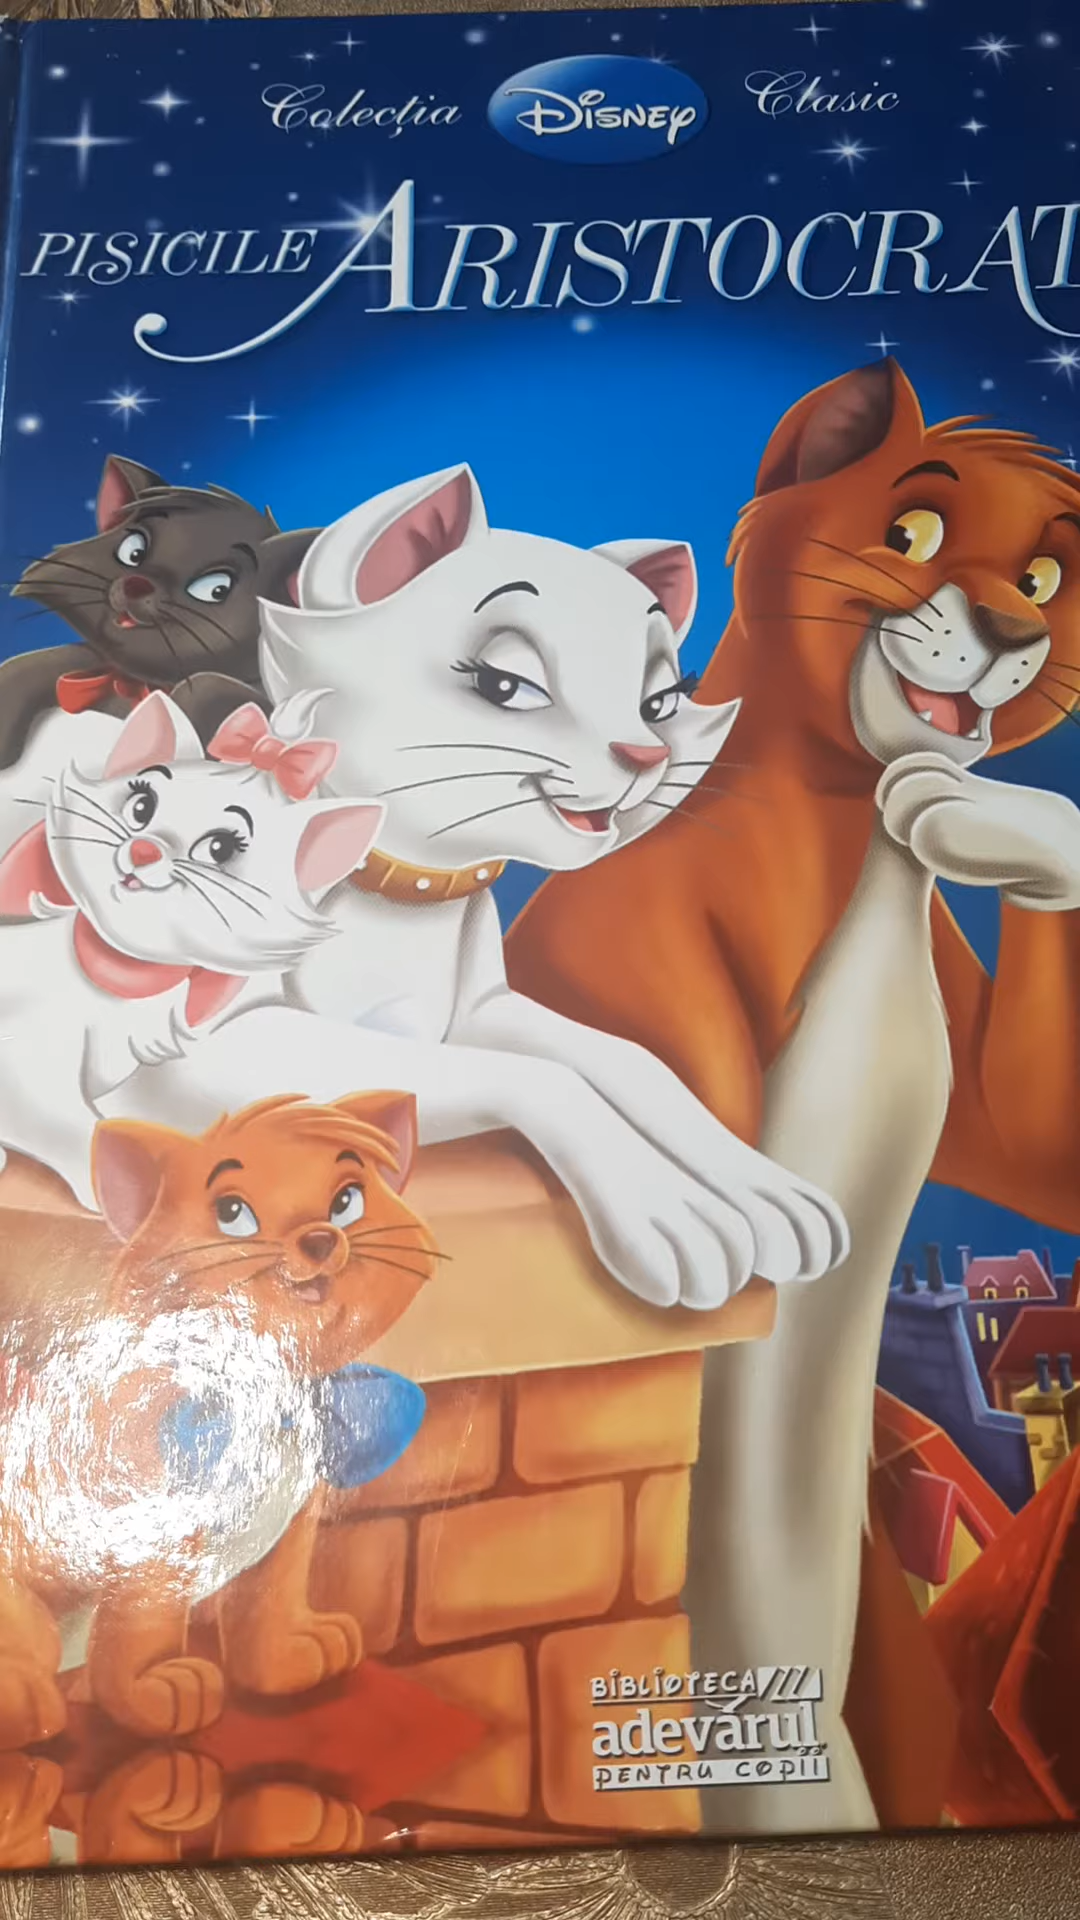 Colecția Disney Clasic
PISICILE ARISTOCRAT
BIBLIOTECA
adevărul
PENTRU COPII